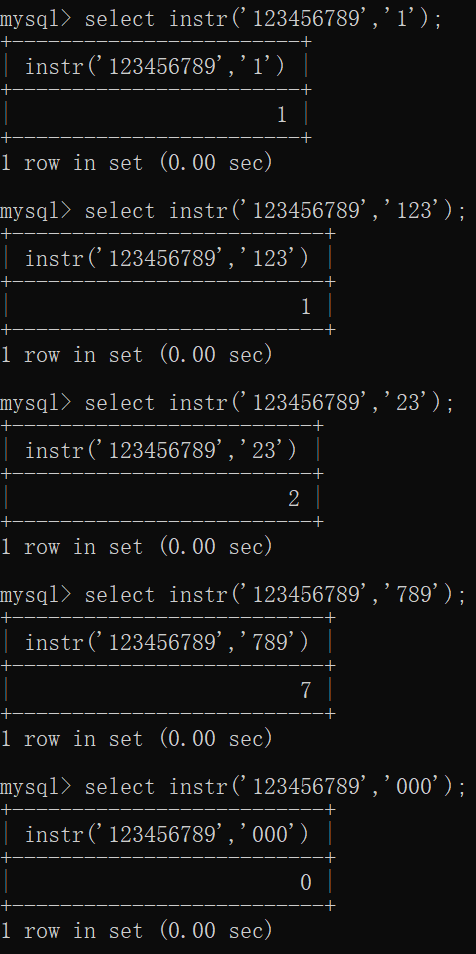 mysql> select instr('123456789','1');
+------------------------+
| instr('123456789','1') |
+------------------------+
|                      1 |
+------------------------+
1 row in set (0.00 sec)

mysql> select instr('123456789','123');
+--------------------------+
| instr('123456789','123') |
+--------------------------+
|                        1 |
+--------------------------+
1 row in set (0.00 sec)

mysql> select instr('123456789','23');
+-------------------------+
| instr('123456789','23') |
+-------------------------+
|                       2 |
+-------------------------+
1 row in set (0.00 sec)

mysql> select instr('123456789','789');
+--------------------------+
| instr('123456789','789') |
+--------------------------+
|                        7 |
+--------------------------+
1 row in set (0.00 sec)

mysql> select instr('123456789','000');
+--------------------------+
| instr('123456789','000') |
+--------------------------+
|                        0 |
+--------------------------+
1 row in set (0.00 sec)